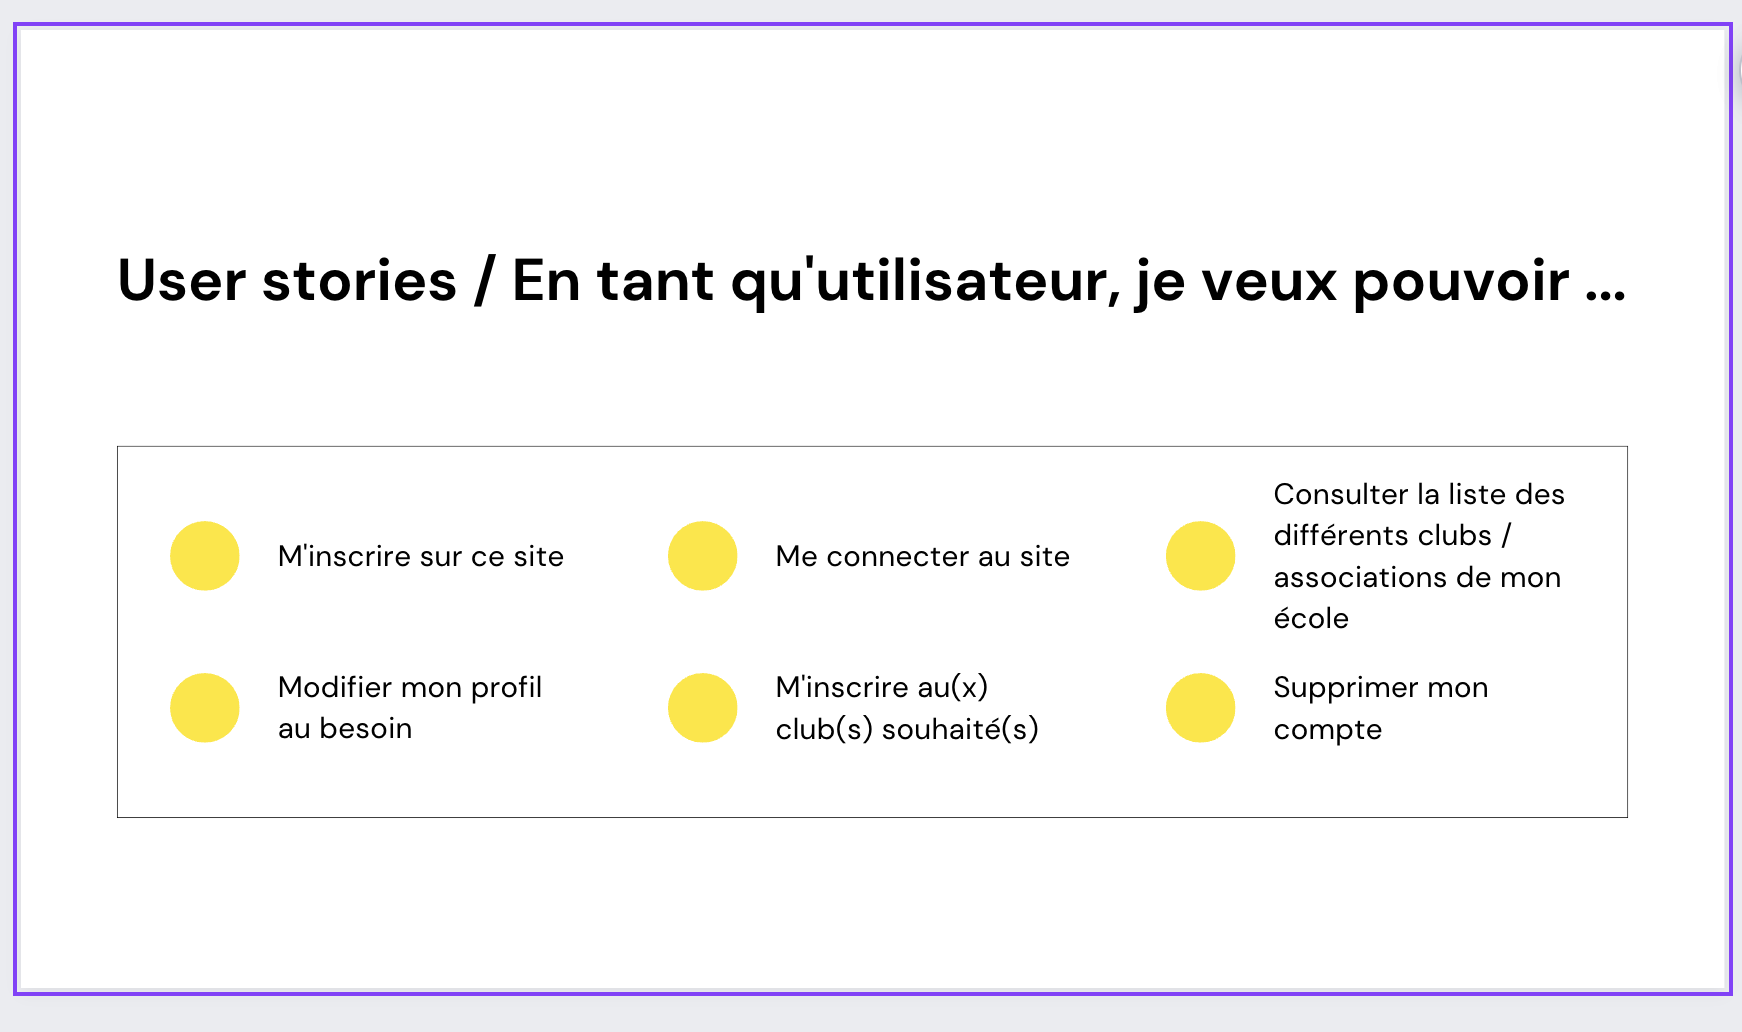 User stories / En tant qu'utilisateur, je veux pouvoir ...
M'inscrire sur ce site
Me connecter au site
Consulter la liste des
différents clubs /
associations de mon
école
Modifier mon profil
au besoin
M'inscrire au(x)
club(s) souhaité(s)
Supprimer mon
compte